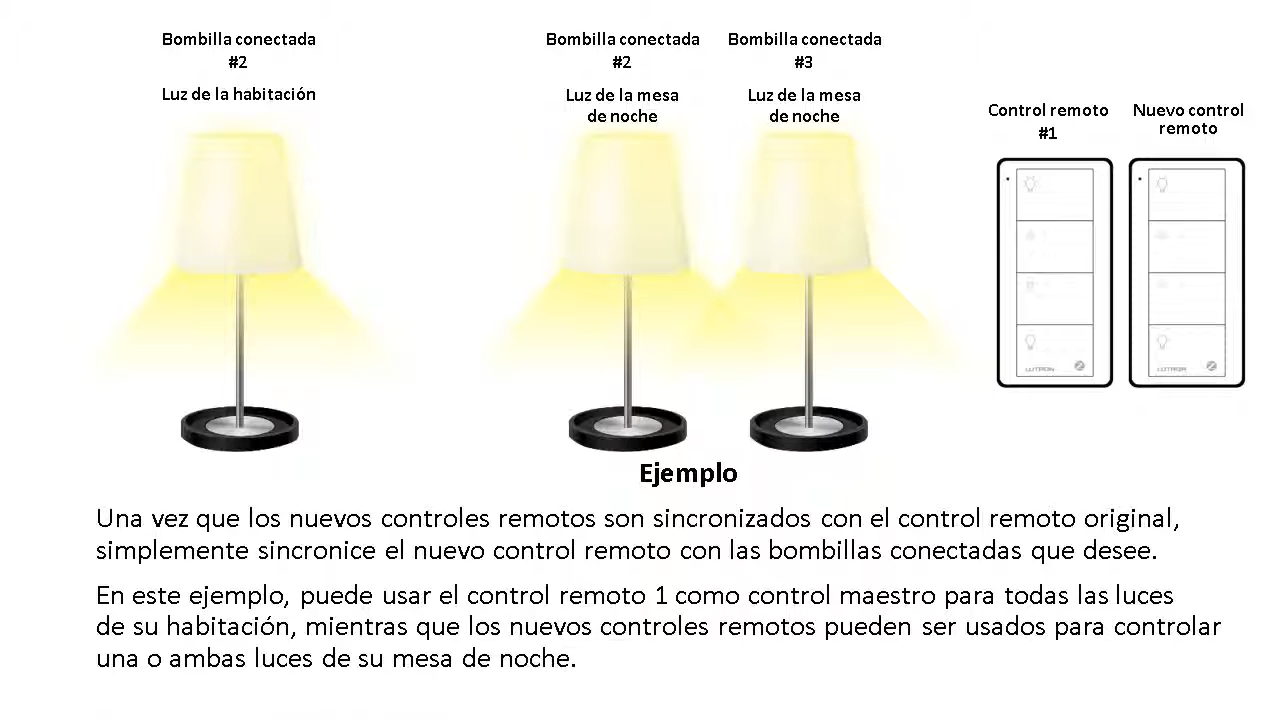 Bombilla conectada
#2
Luz de la habitación
Bombilla conectada
#2
Luz de la mesa
de noche
Bombilla conectada
#3
Luz de la mesa
de noche
Control remoto
#1
Nuevo control
remoto
LUTRON
LUTRON
Ejemplo
Una vez que los nuevos controles remotos son sincronizados con el control remoto original,
simplemente sincronice el nuevo control remoto con las bombillas conectadas que desee.
En este ejemplo, puede usar el control remoto 1 como control maestro para todas las luces
de su habitación, mientras que los nuevos controles remotos pueden ser usados para controlar
una o ambas luces de su mesa de noche.